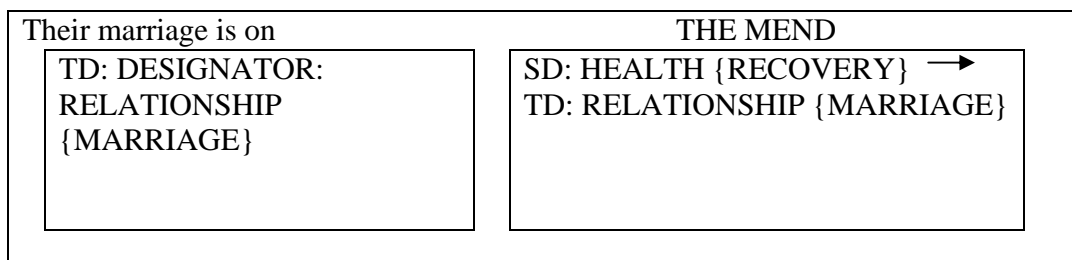 Their marriage is on THE MEND
TD: DESIGNATOR:
RELATIONSHIP
{MARRIAGE}
SD: HEALTH {RECOVERY} →
TD: RELATIONSHIP {MARRIAGE}